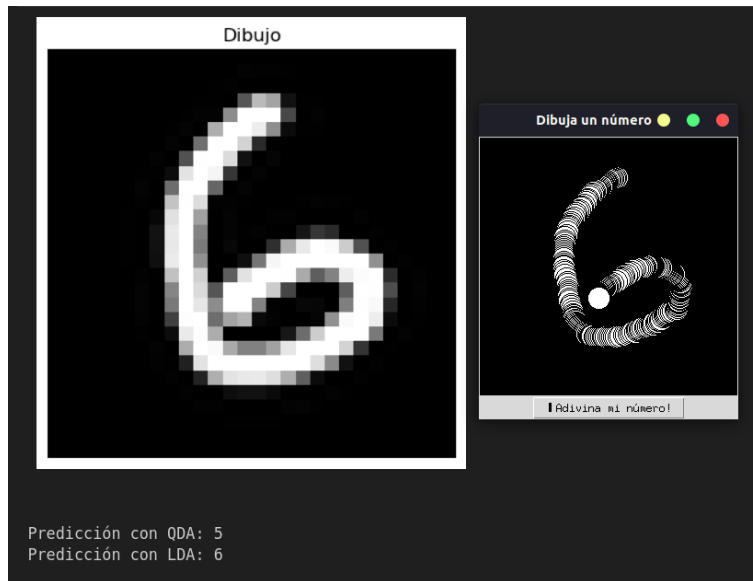 Dibujo
Dibuja un número
¡Adivina mi número!
Predicción con QDA: 5
Predicción con LDA: 6